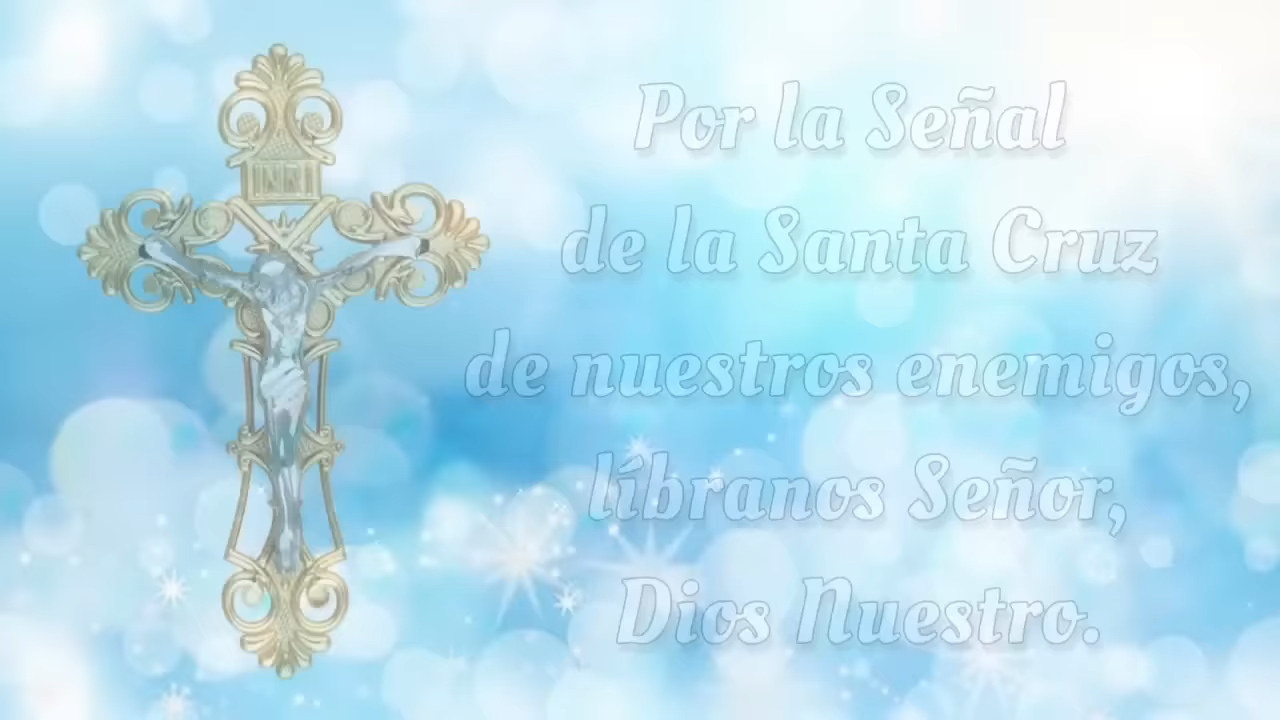 INRI
Por la Señal
de la Santa Cruz
de nuestros enemigos,
líbranos Señor,
Dios Nuestro.